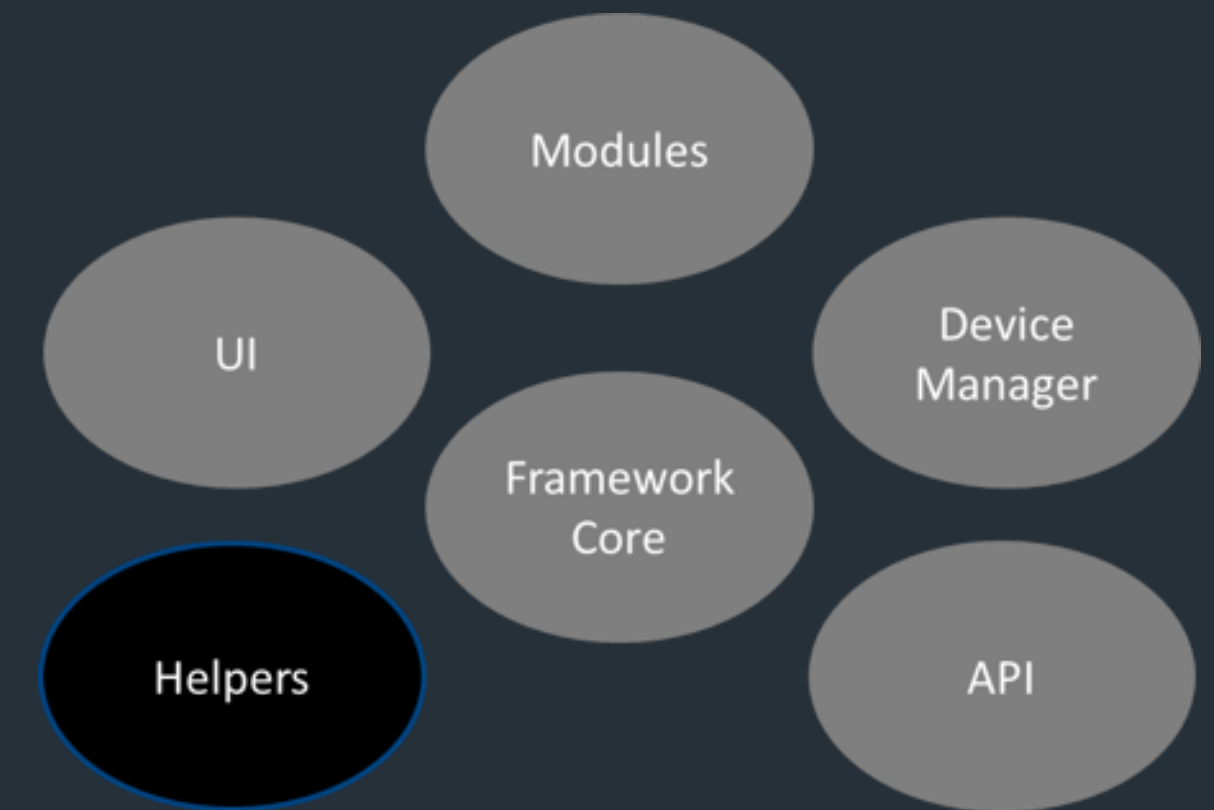 Modules
UI
Device
Manager
Framework
Core
Helpers
API